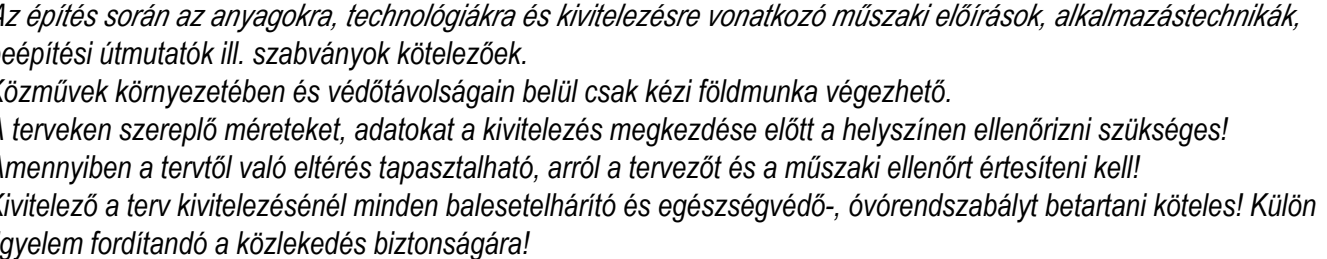 Az építés során az anyagokra, technológiákra és kivitelezésre vonatkozó műszaki előírások, alkalmazástechnikák,
beépítési útmutatók ill. szabványok kötelezőek.
Közművek környezetében és védőtávolságain belül csak kézi földmunka végezhető.
A terveken szereplő méreteket, adatokat a kivitelezés megkezdése előtt a helyszínen ellenőrizni szükséges!
Amennyiben a tervtől való eltérés tapasztalható, arról a tervezőt és a műszaki ellenőrt értesíteni kell!
Kivitelező a terv kivitelezésénél minden balesetelhárító és egészségvédő-, óvórendszabályt betartani köteles! Külön
figyelem fordítandó a közlekedés biztonságára!